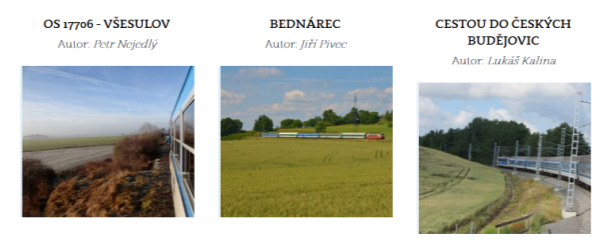 OS 17706 - VŠESULOV
Autor: Petr Nejedlý
BEDNÁREC
Autor: Jiří Pivec
CESTOU DO ČESKÝCH
BUDĚJOVIC
Autor: Lukáš Kalina